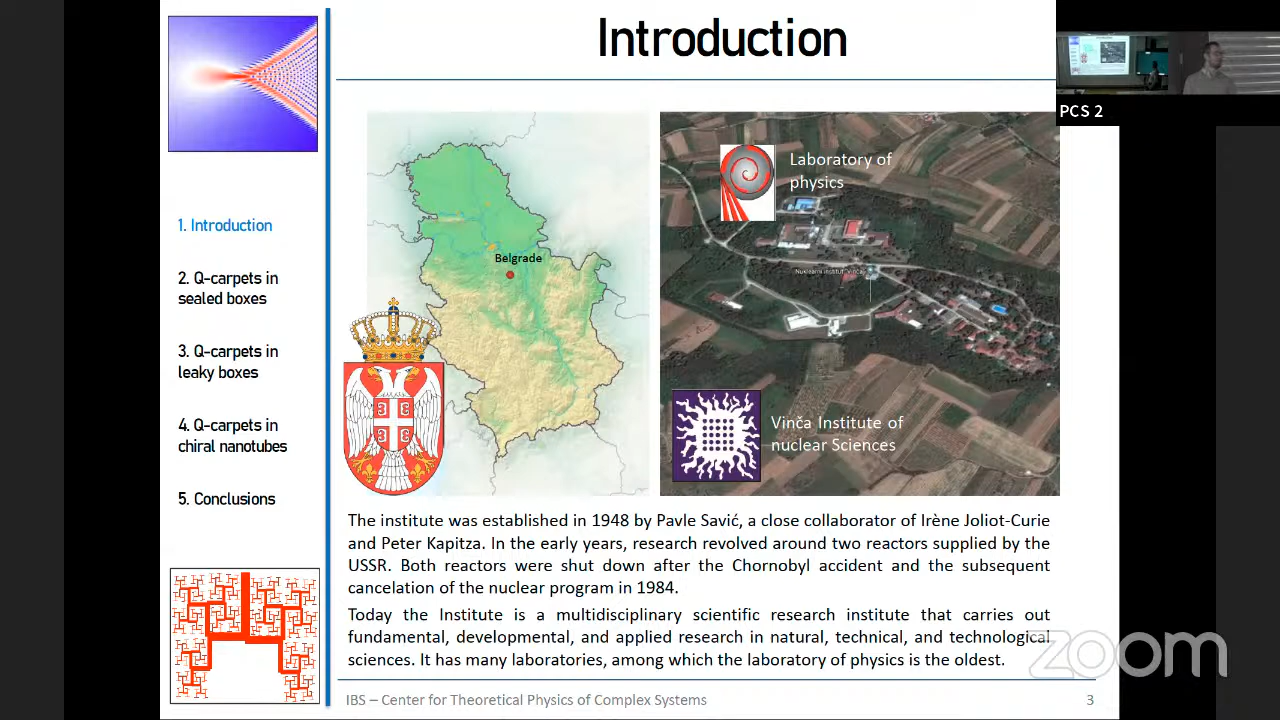 Introduction
PCS 2
1. Introduction
2. Q-carpets in
sealed boxes
3. Q-carpets in
leaky boxes
4. Q-carpets in
chiral nanotubes
5. Conclusions
Belgrade
Laboratory of
physics
Nuklearni institut "Vinča"
Vinča Institute of
nuclear Sciences
The institute was established in 1948 by Pavle Savić, a close collaborator of Irène Joliot-Curie
and Peter Kapitza. In the early years, research revolved around two reactors supplied by the
USSR. Both reactors were shut down after the Chornobyl accident and the subsequent
cancelation of the nuclear program in 1984.
Today the Institute is a multidisciplinary scientific research institute that carries out
fundamental, developmental, and applied research in natural, technical, and technological
sciences. It has many laboratories, among which the laboratory of physics is the oldest.
zoom
IBS – Center for Theoretical Physics of Complex Systems
3